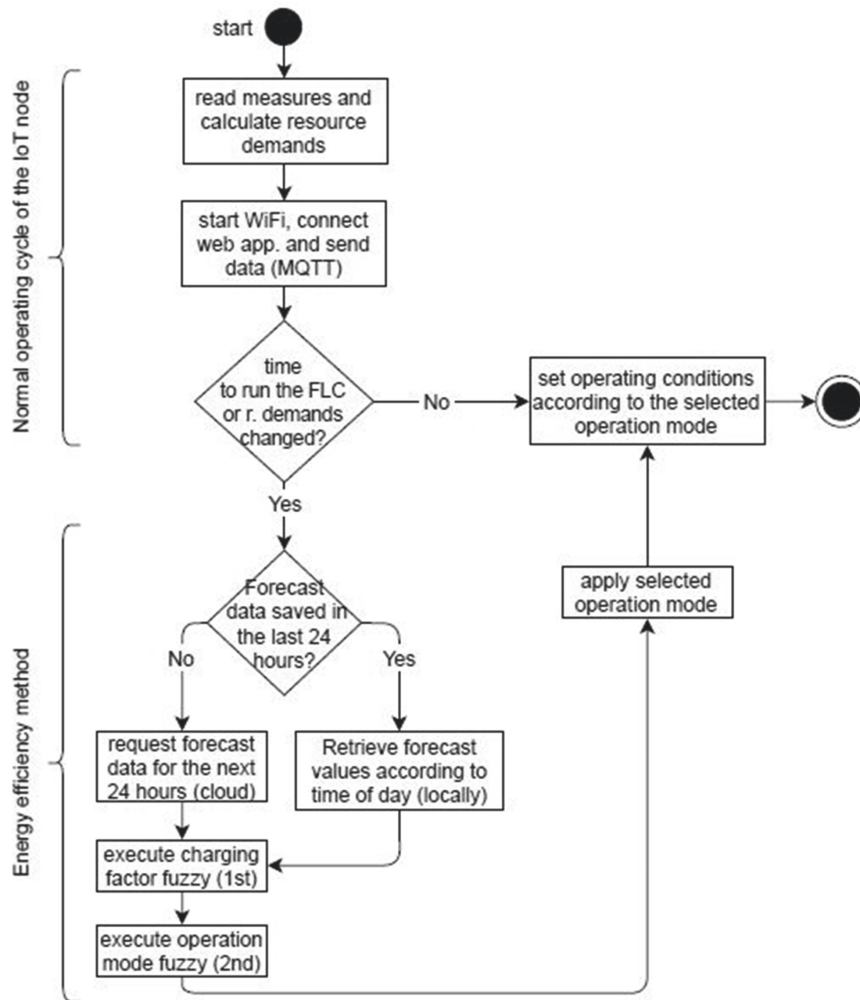 start
read measures and
calculate resource
demands
start WiFi, connect
web app. and send
data (MQTT)
Normal operating cycle of the IoT node
time
to run the FLC
or r. demands
changed?
No
set operating conditions
according to the selected
operation mode
Yes
Forecast
data saved in
the last 24
hours?
apply selected
operation mode
No
Yes
request forecast
data for the next
24 hours (cloud)
Retrieve forecast
values according to
time of day (locally)
Energy efficiency method
execute charging
factor fuzzy (1st)
execute operation
mode fuzzy (2nd)